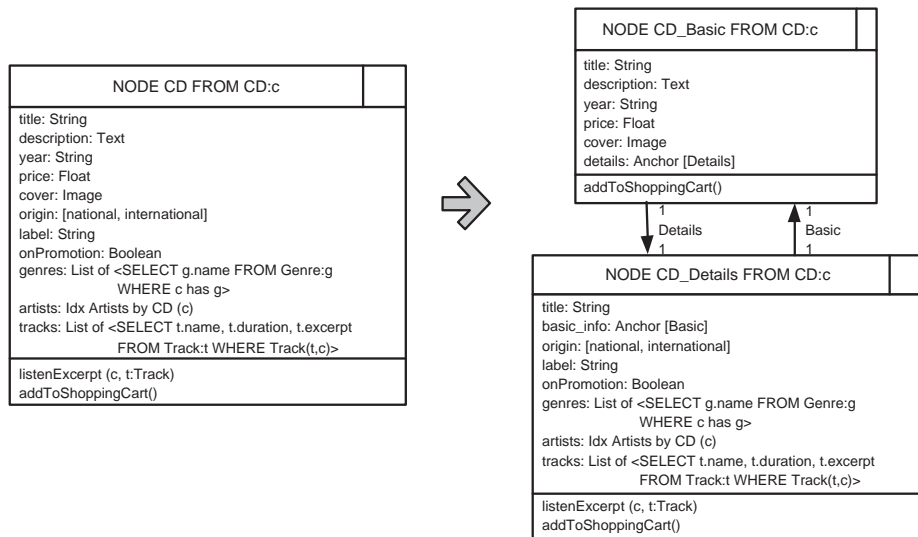 NODE CD FROM CD:c
title: String
description: Text
year: String
price: Float
cover: Image
origin: [national, international]
label: String
onPromotion: Boolean
genres: List of <SELECT g.name FROM Genre:g
WHERE c has g>
artists: Idx Artists by CD (c)
tracks: List of <SELECT t.name, t.duration, t.excerpt
FROM Track:t WHERE Track(t,c)>
listenExcerpt (c, t:Track)
addToShoppingCart()
NODE CD_Basic FROM CD:c
title: String
description: Text
year: String
price: Float
cover: Image
details: Anchor [Details]
addToShoppingCart()
1 1
Details Basic
1 1
NODE CD_Details FROM CD:c
title: String
basic_info: Anchor [Basic]
origin: [national, international]
label: String
onPromotion: Boolean
genres: List of <SELECT g.name FROM Genre:g
WHERE c has g>
artists: Idx Artists by CD (c)
tracks: List of <SELECT t.name, t.duration, t.excerpt
FROM Track:t WHERE Track(t,c)>
listenExcerpt (c, t:Track)
addToShoppingCart()